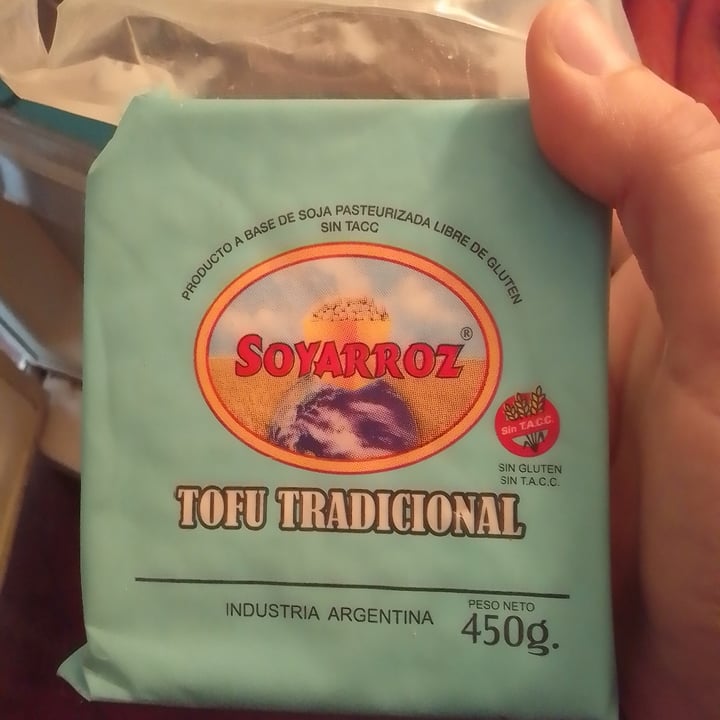 PRODUCTO A BASE DE SOJA PASTEURIZADA LIBRE DE GLUTEN
SIN TACC
SOYARROZ®
Sin T.A.C.C.
SIN GLUTEN
SIN T.A.C.C.
TOFU TRADICIONAL
INDUSTRIA ARGENTINA
PESO NETO
450g.